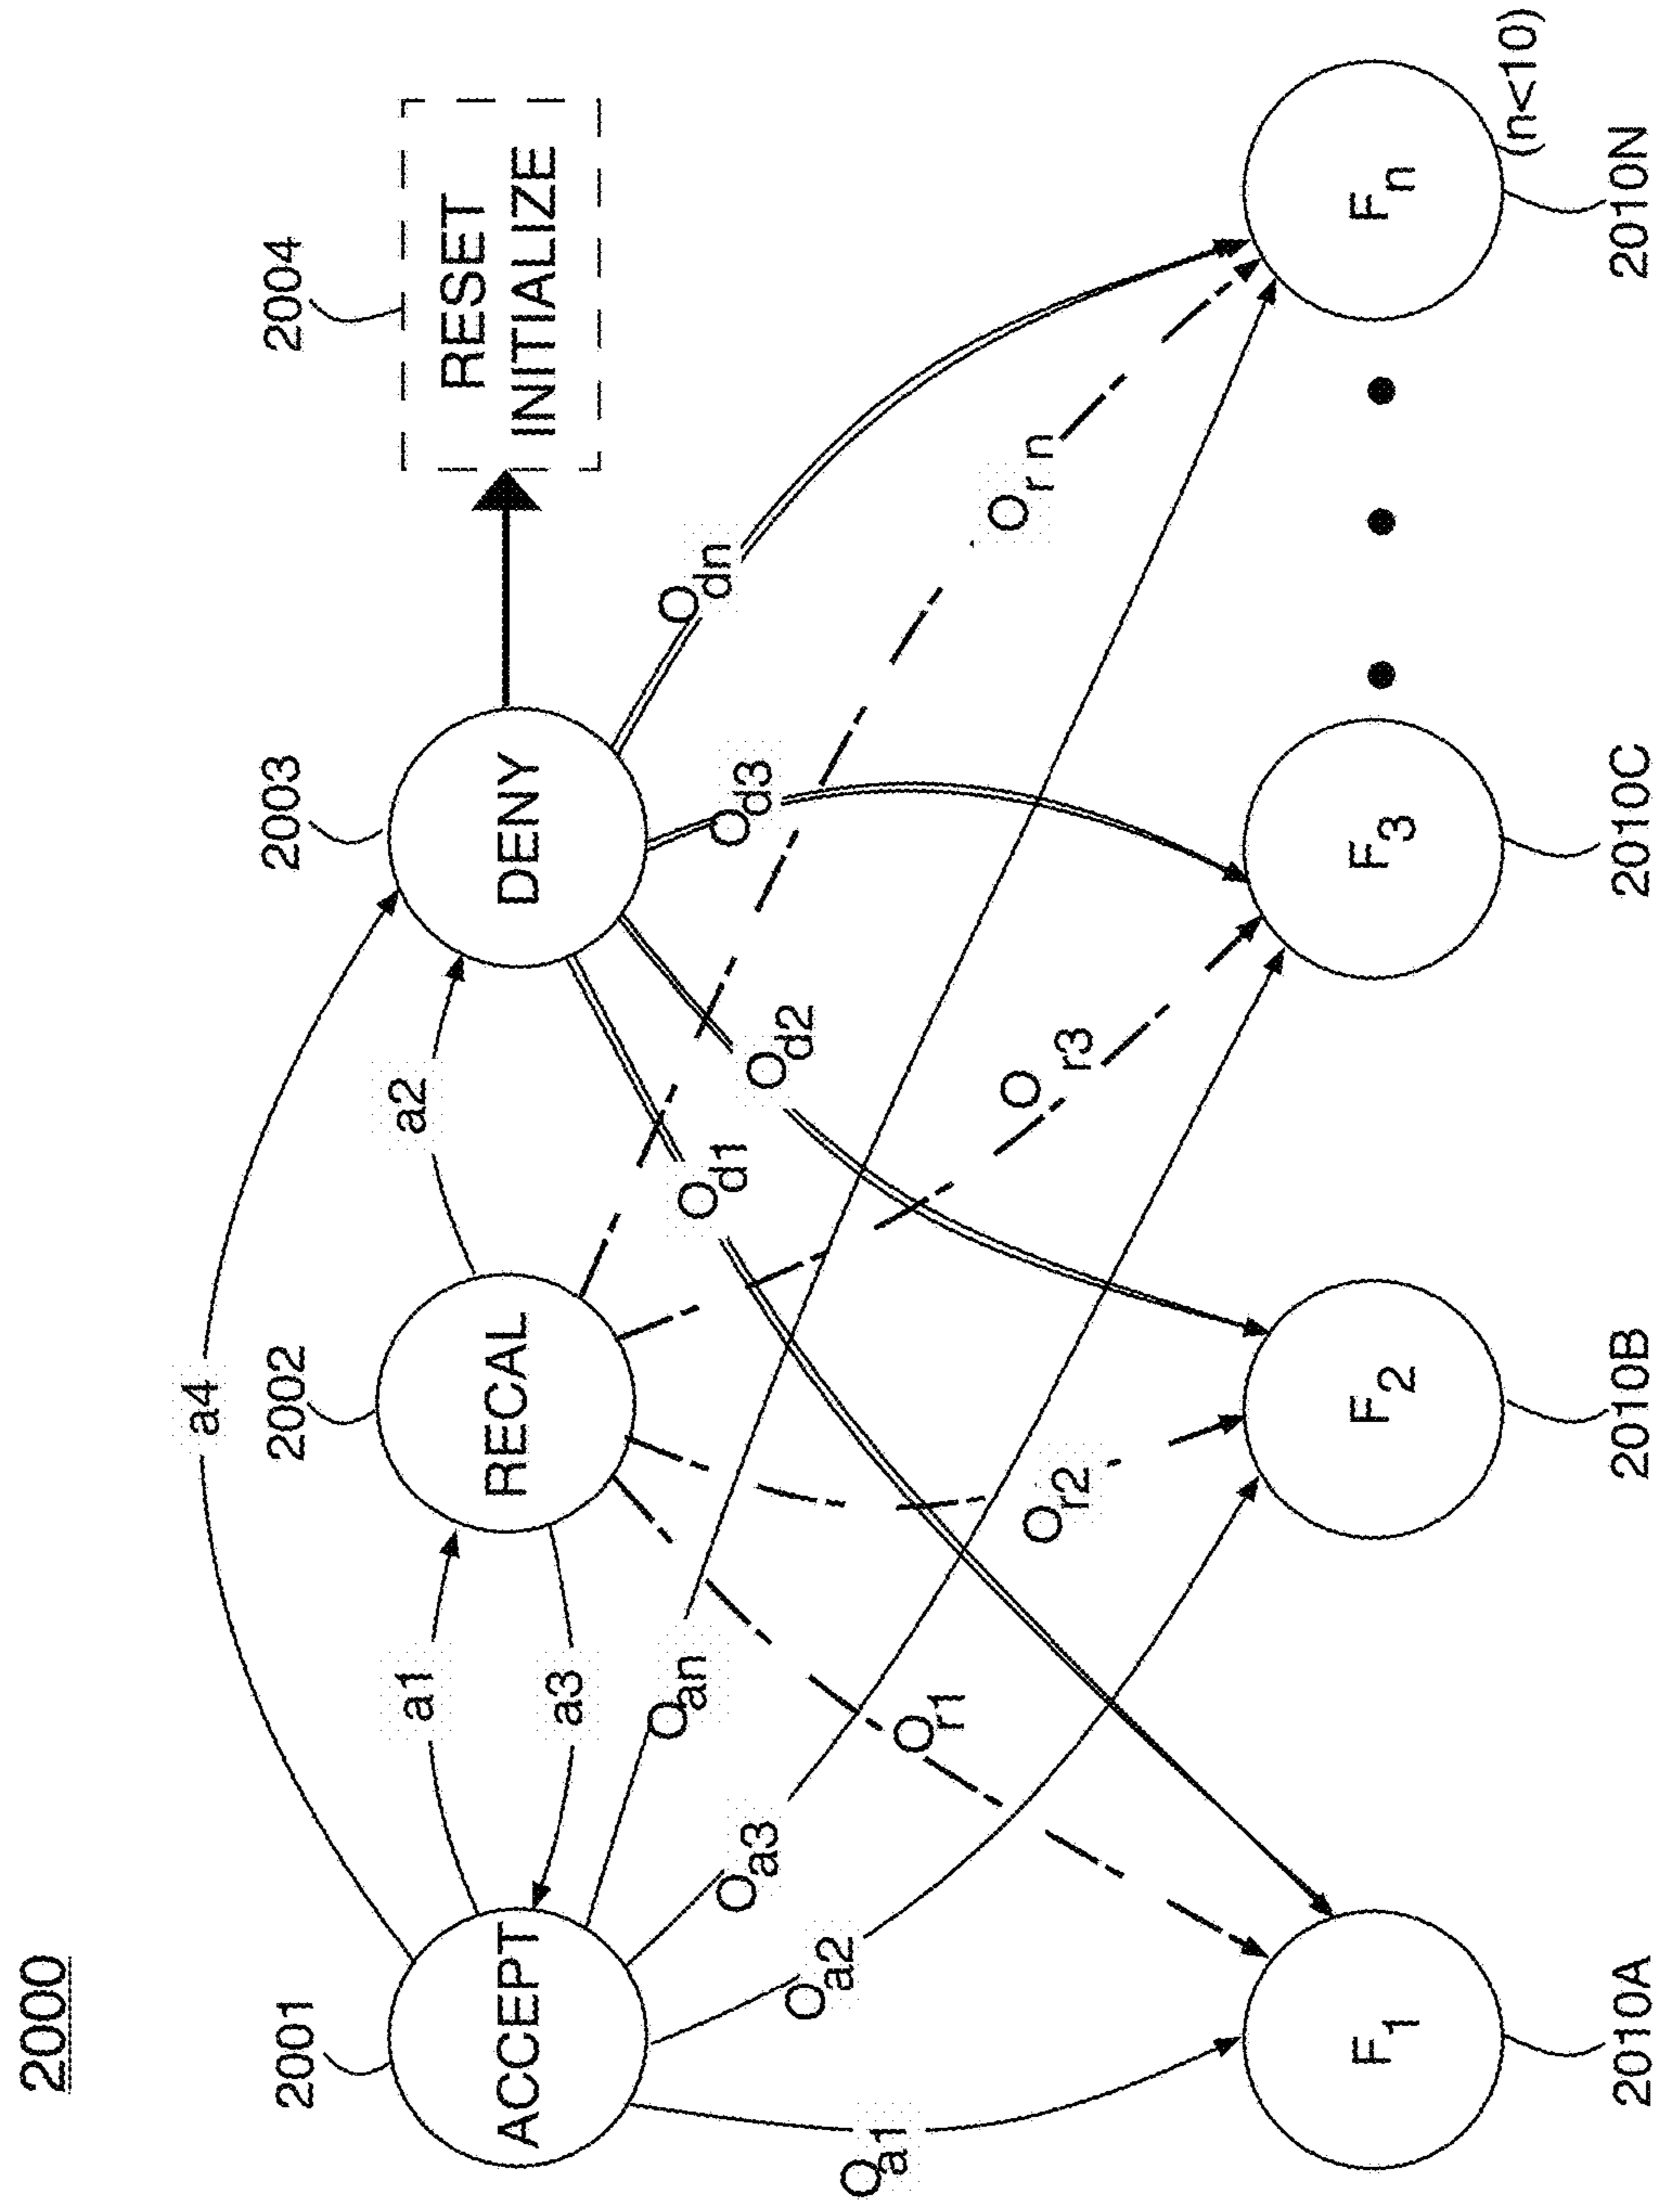 2000
2001
2002
2003
2004
a4
a1
a2
a3
ACCEPT
RECAL
DENY
RESET
INITIALIZE
Oan
Oa3
Oa2
Oa1
Or1
Or2
Or3
Orn
Od1
Od2
Od3
Odn
F1
F2
F3
Fn
(n<10)
2010A
2010B
2010C
2010N